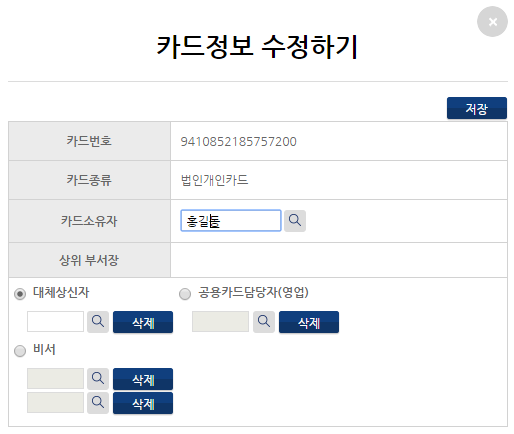 카드정보 수정하기
저장
카드번호 9410852185757200
카드종류 법인개인카드
카드소유자 홍길돌
상위 부서장
대체상신자 공용카드담당자(영업)
삭제 삭제
비서
삭제
삭제